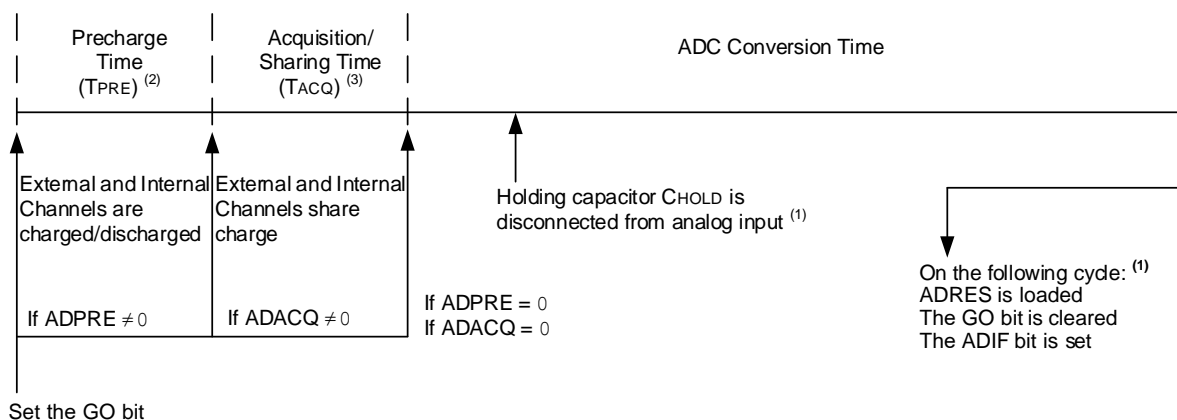 Precharge
Time
(TPRE) (2)
Acquisition/
Sharing Time
(TACQ) (3)
ADC Conversion Time
External and Internal
Channels are
charged/discharged
External and Internal
Channels share
charge
Holding capacitor CHOLD is
disconnected from analog input (1)
If ADPRE ≠ 0
If ADACQ ≠ 0
If ADPRE = 0
If ADACQ = 0
On the following cycle: (1)
ADRES is loaded
The GO bit is cleared
The ADIF bit is set
Set the GO bit